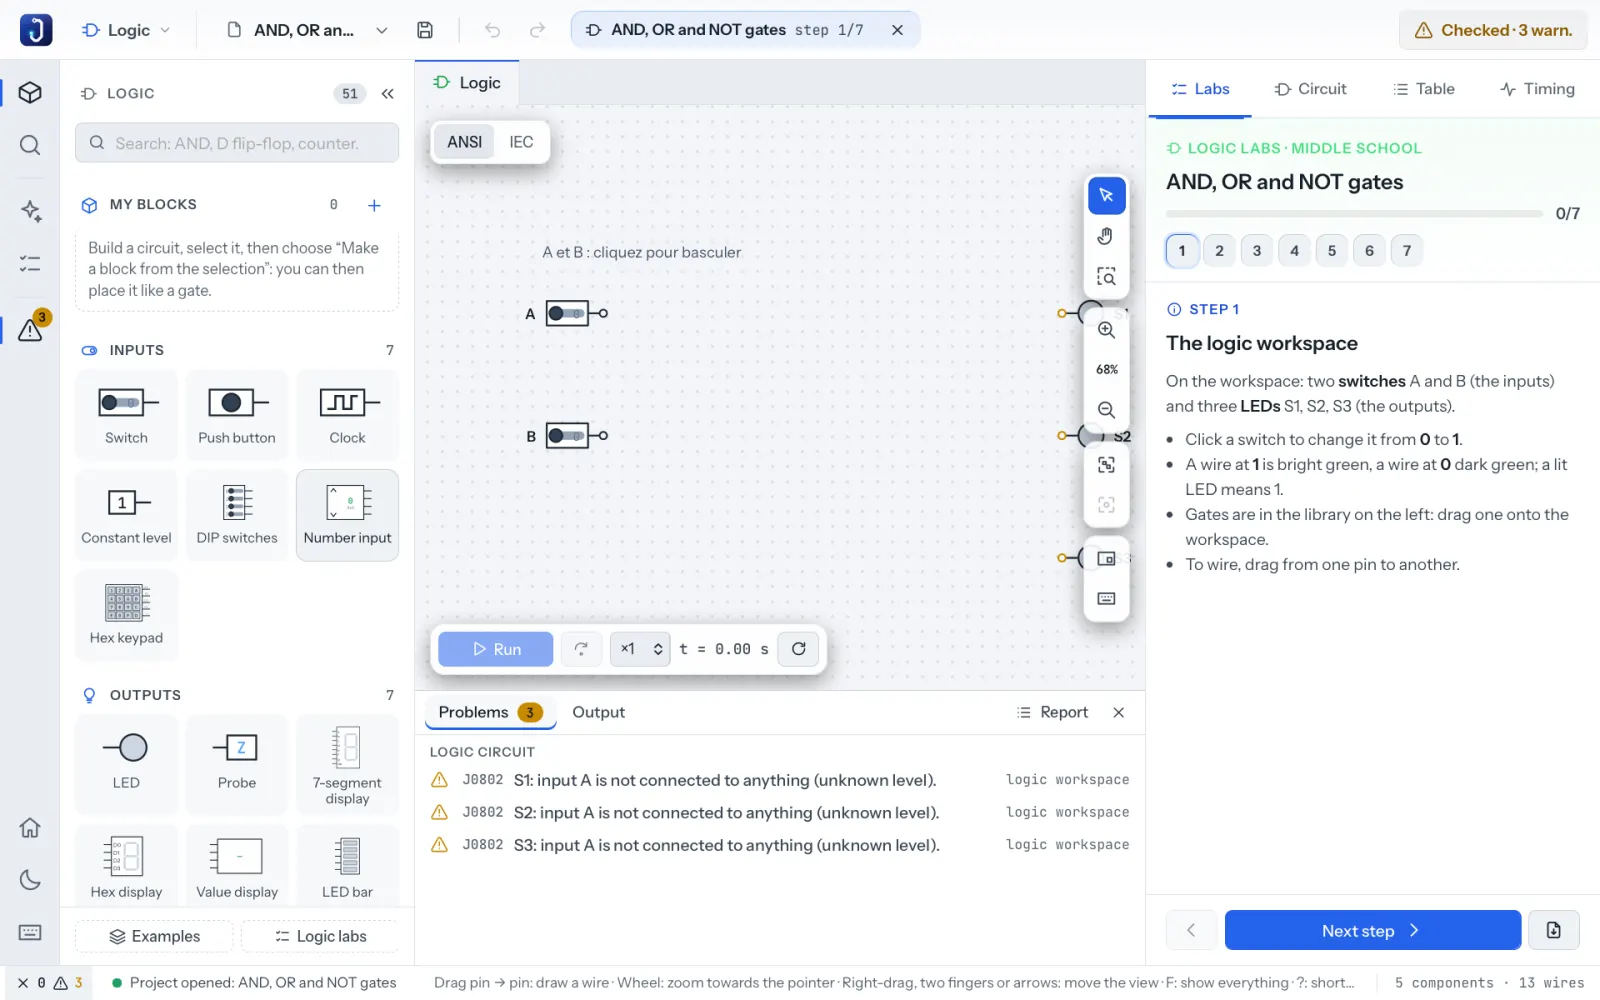 Logic
AND, OR an...
AND, OR and NOT gates step 1/7
Checked · 3 warn.
LOGIC 51
Search: AND, D flip-flop, counter.
MY BLOCKS 0
Build a circuit, select it, then choose “Make
a block from the selection”: you can then
place it like a gate.
INPUTS 7
Switch
Push button
Clock
Constant level
DIP switches
Number input
Hex keypad
OUTPUTS 7
LED
Probe
7-segment
display
Hex display
Value display
LED bar
Examples
Logic labs
3
Logic
ANSI IEC
A et B : cliquez pour basculer
A
B
S2
68%
Run
×1
t = 0.00 s
Problems 3
Output
Report
LOGIC CIRCUIT
J0802 S1: input A is not connected to anything (unknown level). logic workspace
J0802 S2: input A is not connected to anything (unknown level). logic workspace
J0802 S3: input A is not connected to anything (unknown level). logic workspace
Labs
Circuit
Table
Timing
LOGIC LABS · MIDDLE SCHOOL
AND, OR and NOT gates
0/7
1 2 3 4 5 6 7
STEP 1
The logic workspace
On the workspace: two switches A and B (the inputs)
and three LEDs S1, S2, S3 (the outputs).
• Click a switch to change it from 0 to 1.
• A wire at 1 is bright green, a wire at 0 dark green; a lit
LED means 1.
• Gates are in the library on the left: drag one onto the
workspace.
• To wire, drag from one pin to another.
Next step
0 3
Project opened: AND, OR and NOT gates
Drag pin → pin: draw a wire · Wheel: zoom towards the pointer · Right-drag, two fingers or arrows: move the view · F: show everything · ?: short...
5 components · 13 wires